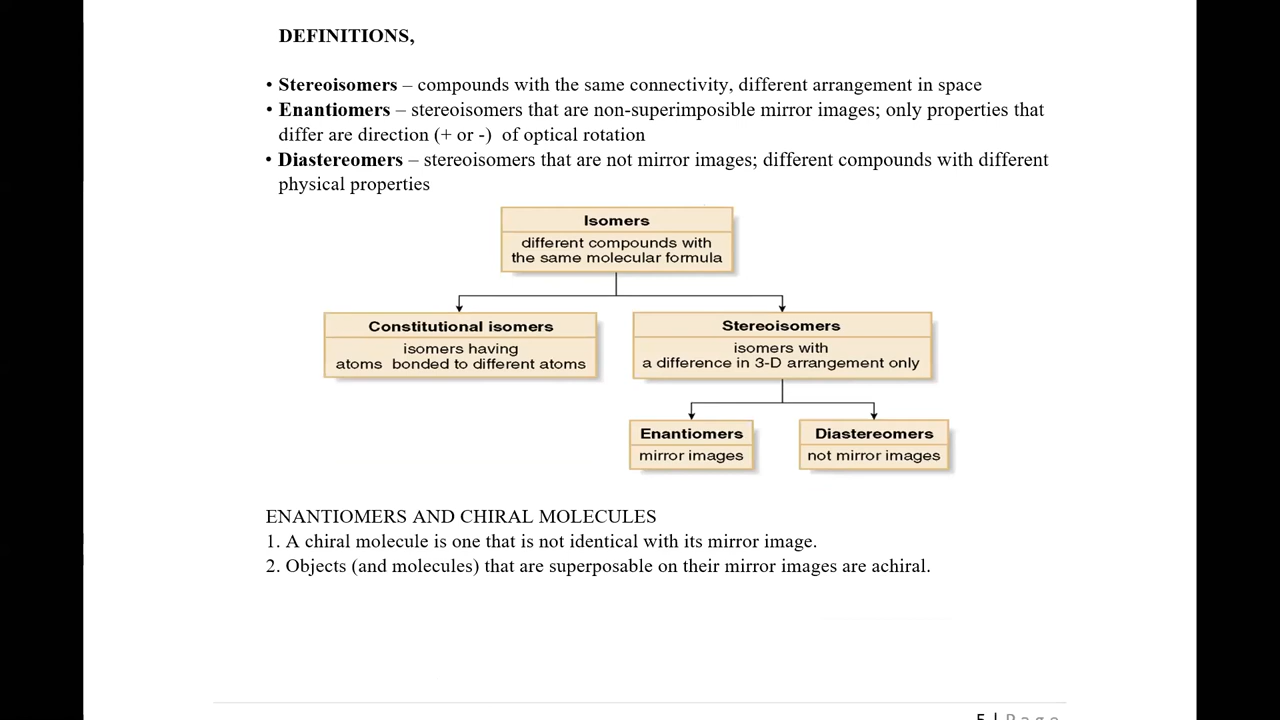 DEFINITIONS,
• Stereoisomers – compounds with the same connectivity, different arrangement in space
• Enantiomers – stereoisomers that are non-superimposible mirror images; only properties that
differ are direction (+ or -)  of optical rotation
• Diastereomers – stereoisomers that are not mirror images; different compounds with different
physical properties
Isomers
different compounds with
the same molecular formula
Constitutional isomers
isomers having
atoms  bonded to different atoms
Stereoisomers
isomers with
a difference in 3-D arrangement only
Enantiomers
mirror images
Diastereomers
not mirror images
ENANTIOMERS AND CHIRAL MOLECULES
1. A chiral molecule is one that is not identical with its mirror image.
2. Objects (and molecules) that are superposable on their mirror images are achiral.
5 | Page